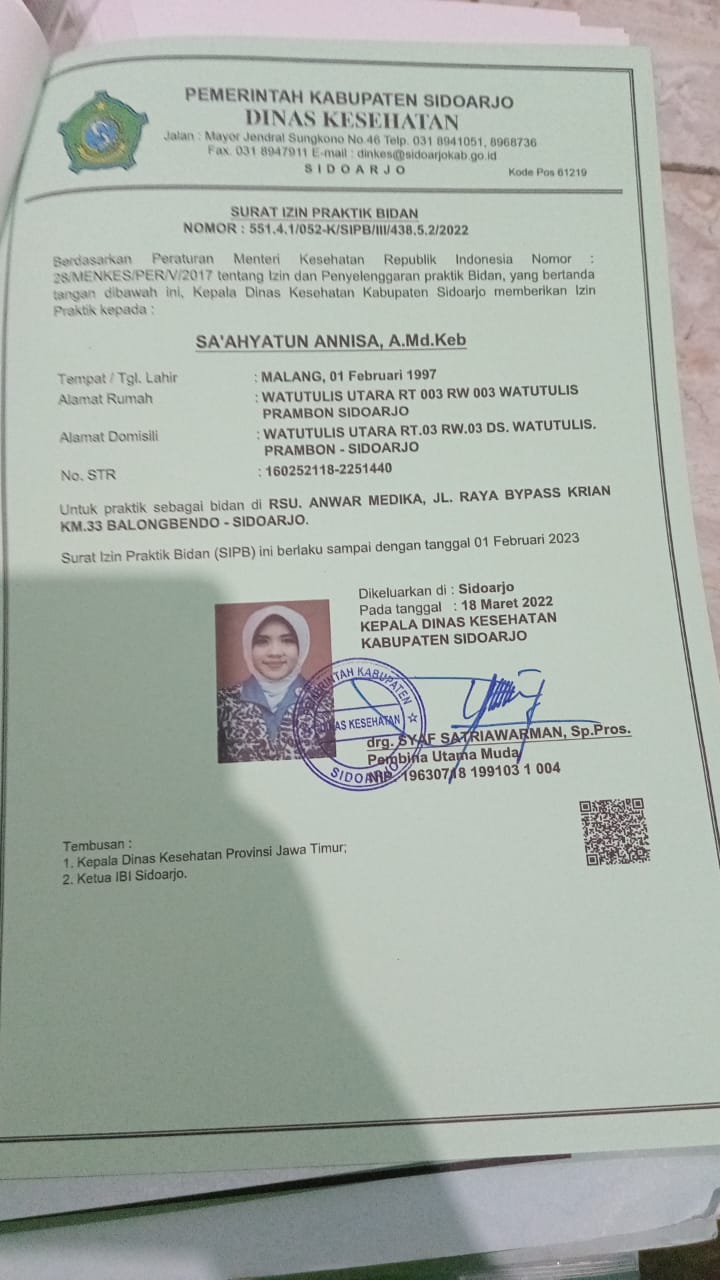 PEMERINTAH KABUPATEN SIDOARJO
DINAS KESEHATAN
Jalan : Mayor Jendral Sungkono No.46 Telp. 031 8941051, 8968736
Fax. 031 8947911 E-mail : dinkes@sidoarjokab.go.id
S I D O A R J O
Kode Pos 61219
SURAT IZIN PRAKTIK BIDAN
NOMOR : 551.4.1/052-K/SIPB/III/438.5.2/2022
Berdasarkan Peraturan Menteri Kesehatan Republik Indonesia Nomor :
28/MENKES/PER/V/2017 tentang Izin dan Penyelenggaran praktik Bidan, yang bertanda
tangan dibawah ini, Kepala Dinas Kesehatan Kabupaten Sidoarjo memberikan Izin
Praktik kepada :
SA'AHYATUN ANNISA, A.Md.Keb
Tempat / Tgl. Lahir : MALANG, 01 Februari 1997
Alamat Rumah : WATUTULIS UTARA RT 003 RW 003 WATUTULIS
PRAMBON SIDOARJO
Alamat Domisili : WATUTULIS UTARA RT.03 RW.03 DS. WATUTULIS.
PRAMBON - SIDOARJO
No. STR : 160252118-2251440
Untuk praktik sebagai bidan di RSU. ANWAR MEDIKA, JL. RAYA BYPASS KRIAN
KM.33 BALONGBENDO - SIDOARJO.
Surat Izin Praktik Bidan (SIPB) ini berlaku sampai dengan tanggal 01 Februari 2023
Dikeluarkan di : Sidoarjo
Pada tanggal : 18 Maret 2022
KEPALA DINAS KESEHATAN
KABUPATEN SIDOARJO
PEMERINTAH KABUPATEN
DINAS KESEHATAN
SIDOARJO
drg. SYAF SATRIAWARMAN, Sp.Pros.
Pembina Utama Muda
NIP. 19630718 199103 1 004
Tembusan :
1. Kepala Dinas Kesehatan Provinsi Jawa Timur;
2. Ketua IBI Sidoarjo.